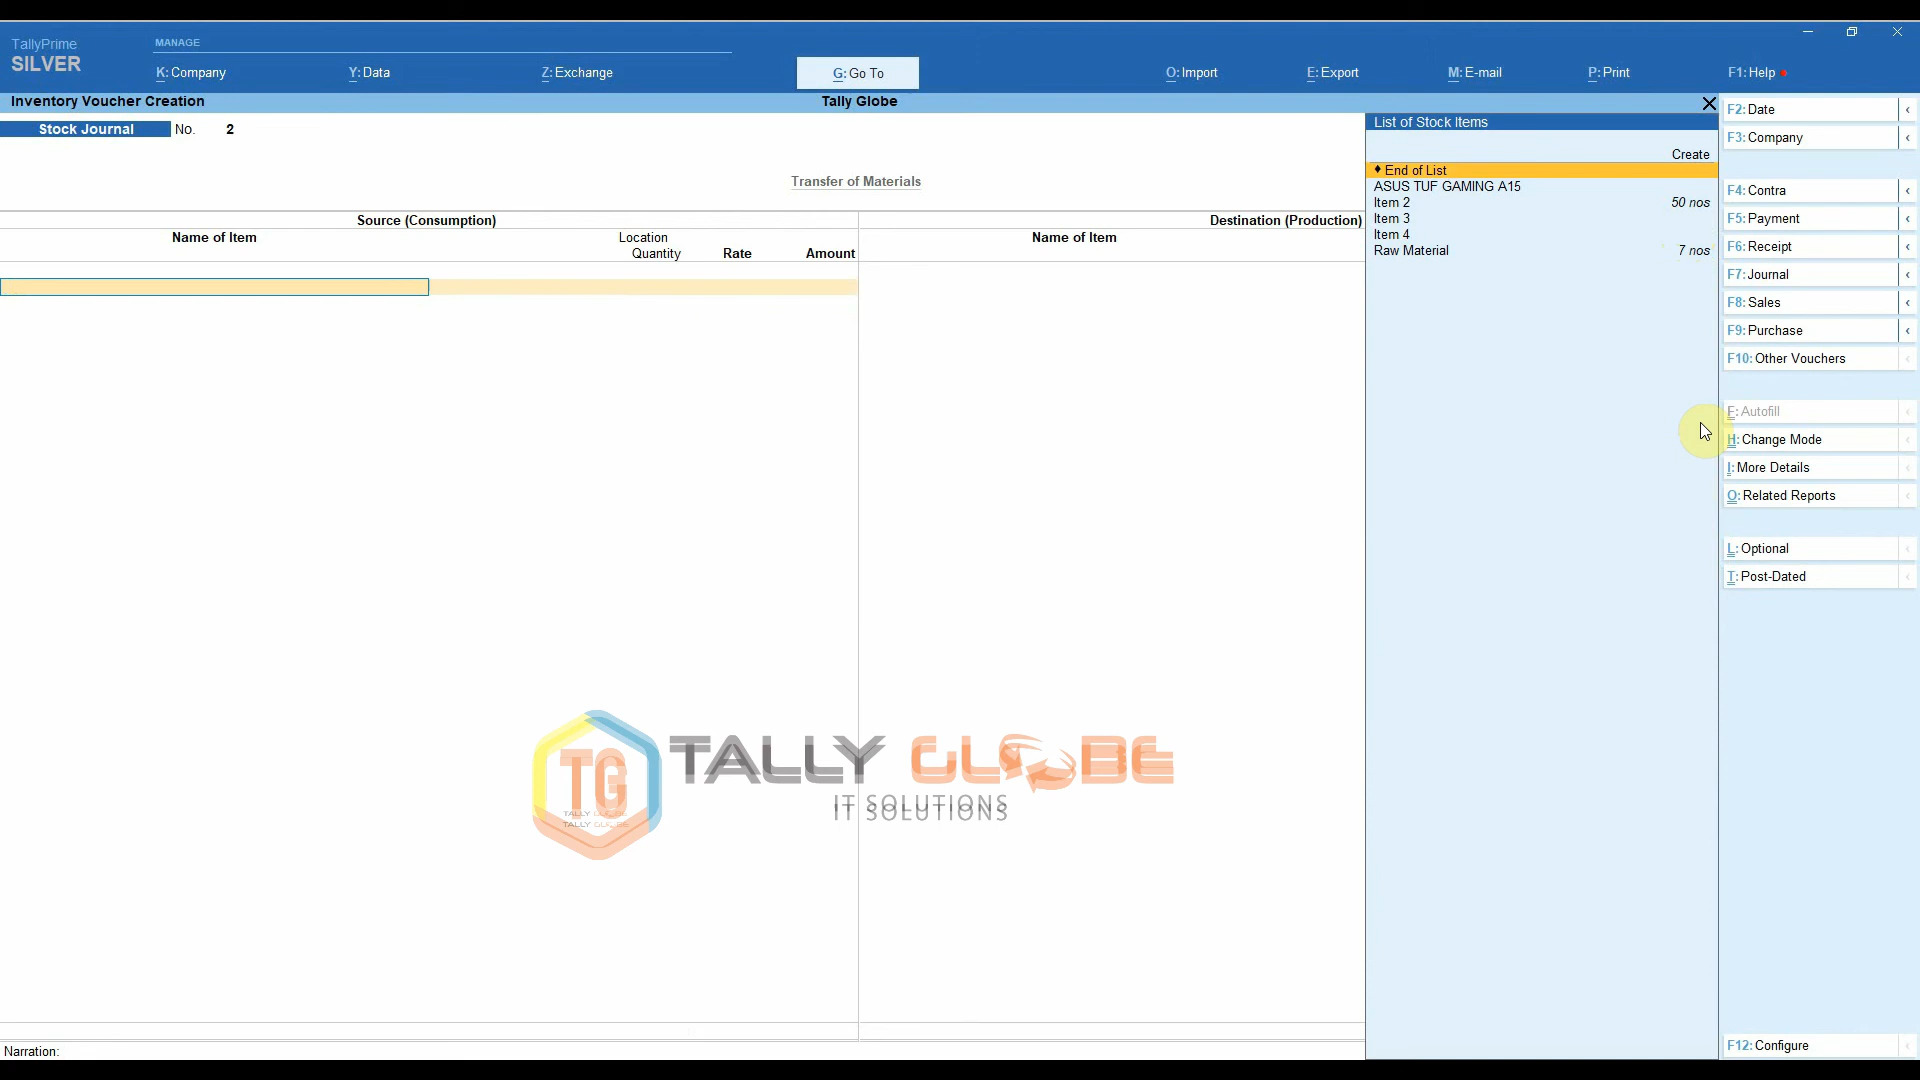 TallyPrime
SILVER
MANAGE
K: Company
Y: Data
Z: Exchange
G: Go To
O: Import
E: Export
M: E-mail
P: Print
F1: Help
Inventory Voucher Creation
Tally Globe
Stock Journal No. 2
Transfer of Materials
Source (Consumption)
Destination (Production)
Name of Item
Location
Name of Item
Quantity Rate Amount
List of Stock Items
Create
End of List
ASUS TUF GAMING A15
Item 2 50 nos
Item 3
Item 4
Raw Material 7 nos
F2: Date
F3: Company
F4: Contra
F5: Payment
F6: Receipt
F7: Journal
F8: Sales
F9: Purchase
F10: Other Vouchers
F: Autofill
H: Change Mode
I: More Details
O: Related Reports
L: Optional
T: Post-Dated
F12: Configure
TG
TALLY GLOBE
TALLY GLOBE
TALLY GLOBE
IT SOLUTIONS
Narration: